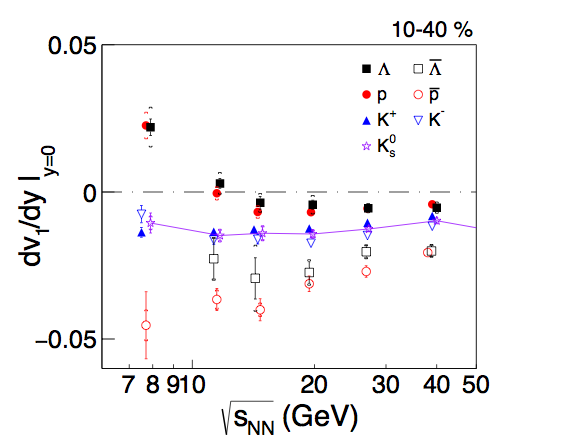 10-40 %
0.05
Λ Λ̅
p p̅
K⁺ K⁻
K⁰ₛ
dv₁/dy |y=0
0
−0.05
7 8 9 10 20 30 40 50
√sNN (GeV)